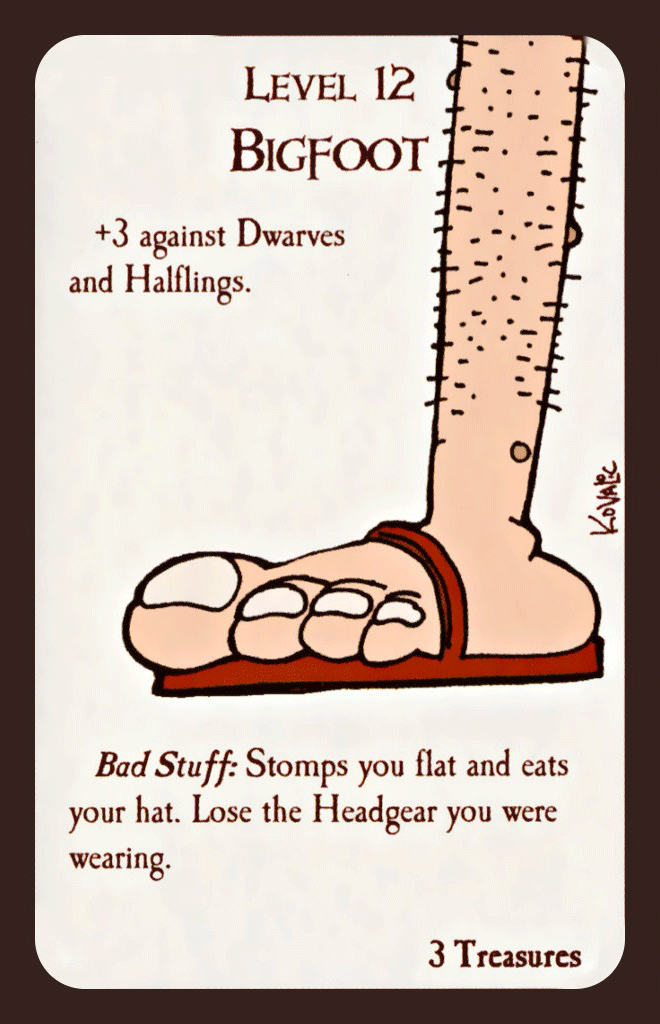 Level 12
Bigfoot
+3 against Dwarves
and Halflings.
Kovalic
Bad Stuff: Stomps you flat and eats
your hat. Lose the Headgear you were
wearing.
3 Treasures